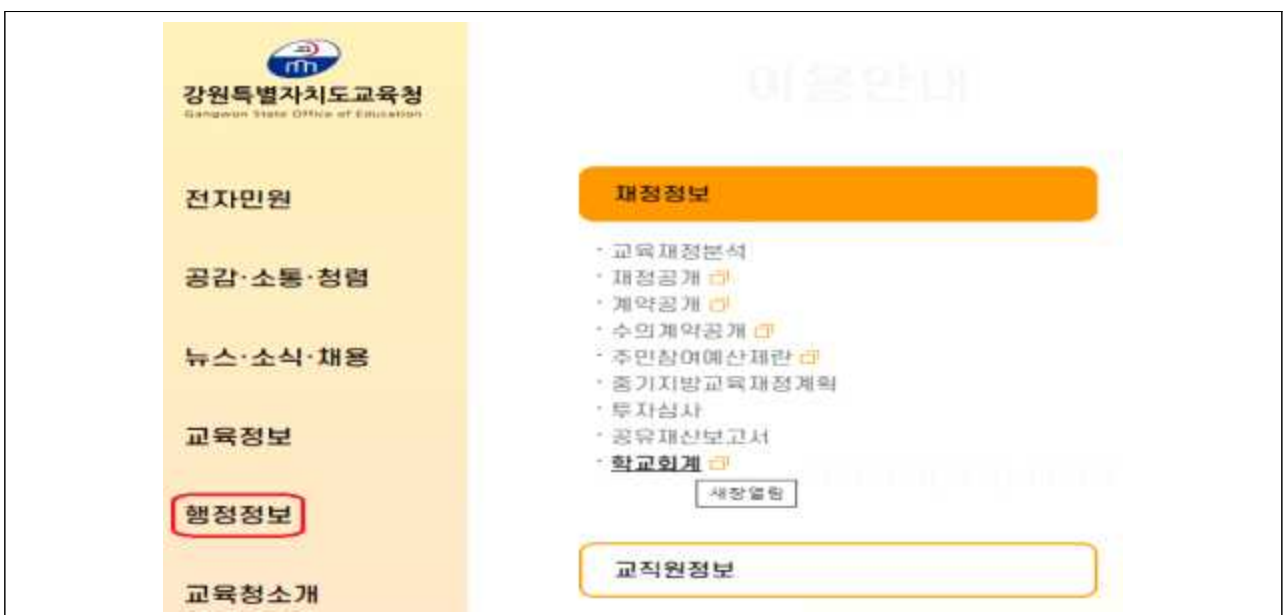 강원특별자치도교육청
Gangwon State Office of Education
전자민원
공감·소통·청렴
뉴스·소식·채용
교육정보
행정정보
교육청소개
이용안내
재정정보
· 교육재정분석
· 재정공개
· 계약공개
· 수의계약공개
· 주민참여예산제란
· 중기지방교육재정계획
· 투자심사
· 공유재산보고서
· 학교회계
새창열림
교직원정보